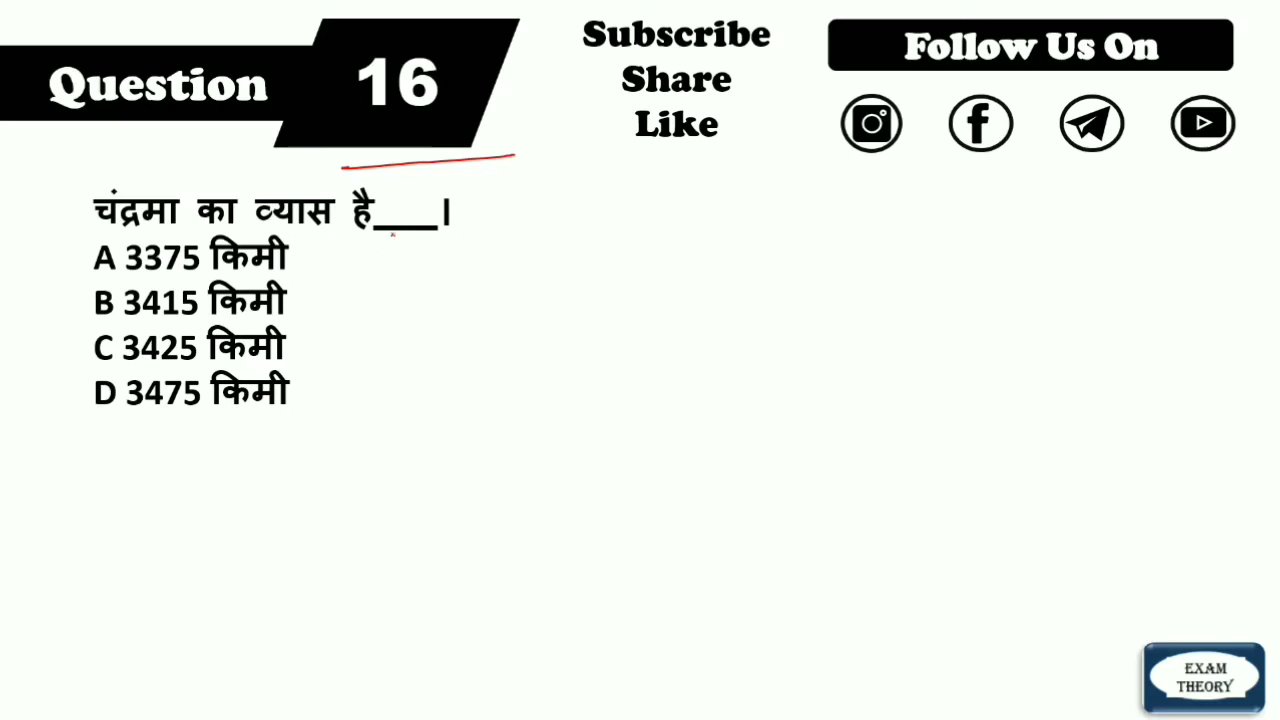 Question 16
Subscribe
Share
Like
Follow Us On
चंद्रमा का व्यास है____।
A 3375 किमी
B 3415 किमी
C 3425 किमी
D 3475 किमी
EXAM
THEORY